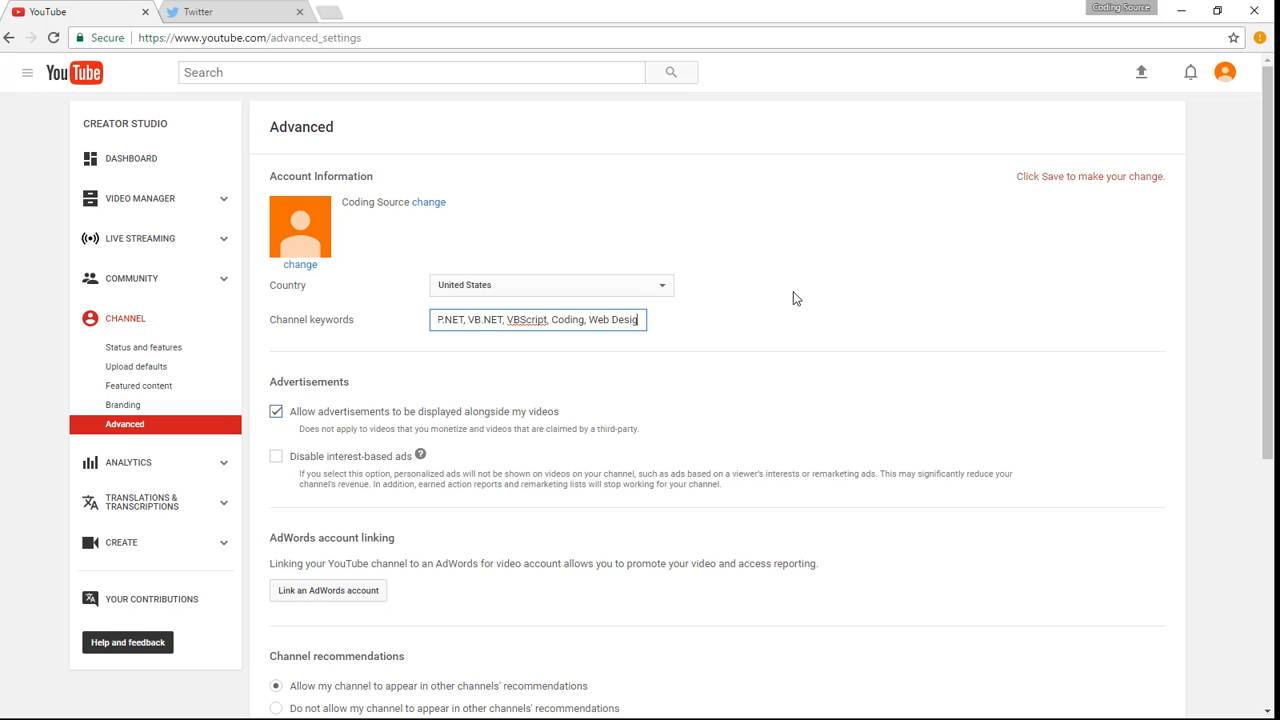 YouTube
Twitter
Coding Source
Secure
https://www.youtube.com/advanced_settings
YouTube
Search
CREATOR STUDIO
DASHBOARD
VIDEO MANAGER
LIVE STREAMING
COMMUNITY
CHANNEL
Status and features
Upload defaults
Featured content
Branding
Advanced
ANALYTICS
TRANSLATIONS &
TRANSCRIPTIONS
CREATE
YOUR CONTRIBUTIONS
Help and feedback
Advanced
Account Information
Click Save to make your change.
Coding Source change
change
Country
United States
Channel keywords
P.NET, VB.NET, VBScript, Coding, Web Desig
Advertisements
Allow advertisements to be displayed alongside my videos
Does not apply to videos that you monetize and videos that are claimed by a third-party.
Disable interest-based ads ?
If you select this option, personalized ads will not be shown on videos on your channel, such as ads based on a viewer's interests or remarketing ads. This may significantly reduce your
channel's revenue. In addition, earned action reports and remarketing lists will stop working for your channel.
AdWords account linking
Linking your YouTube channel to an AdWords for video account allows you to promote your video and access reporting.
Link an AdWords account
Channel recommendations
Allow my channel to appear in other channels' recommendations
Do not allow my channel to appear in other channels' recommendations